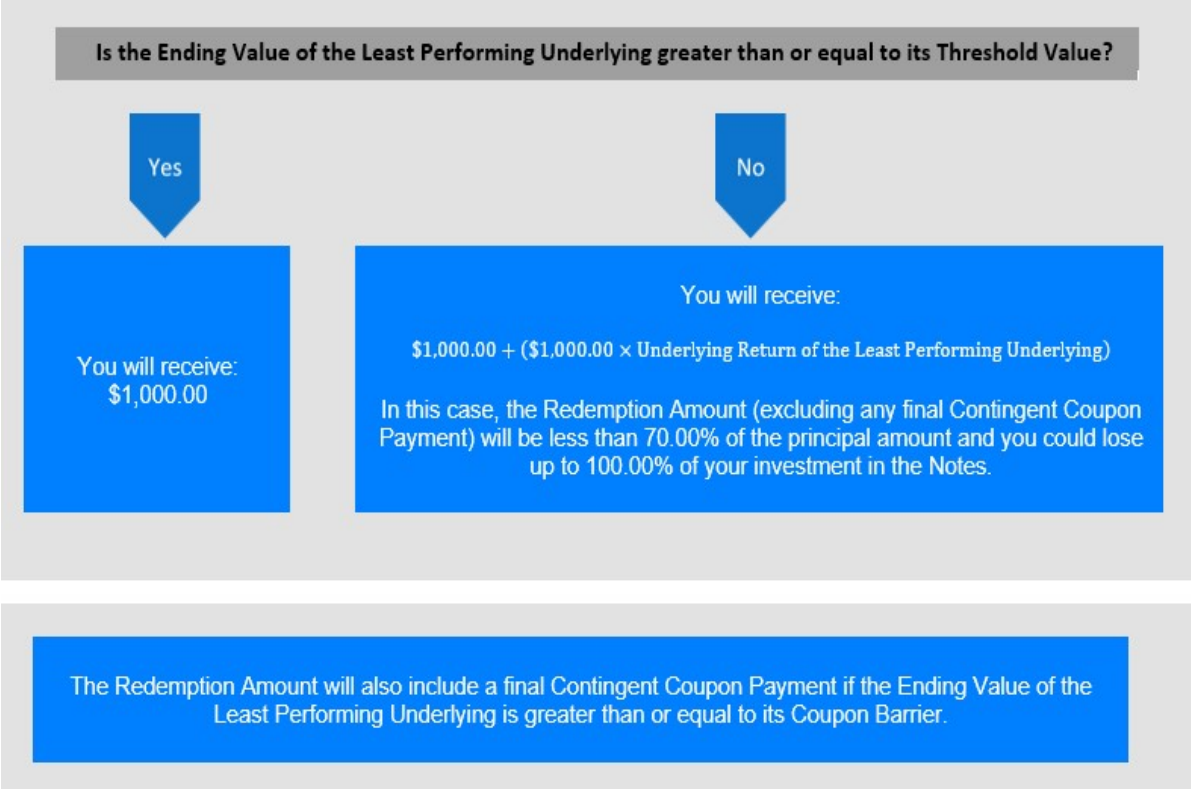 Is the Ending Value of the Least Performing Underlying greater than or equal to its Threshold Value?
Yes
No
You will receive:
$1,000.00
You will receive:
$1,000.00 + ($1,000.00 × Underlying Return of the Least Performing Underlying)
In this case, the Redemption Amount (excluding any final Contingent Coupon
Payment) will be less than 70.00% of the principal amount and you could lose
up to 100.00% of your investment in the Notes.
The Redemption Amount will also include a final Contingent Coupon Payment if the Ending Value of the
Least Performing Underlying is greater than or equal to its Coupon Barrier.